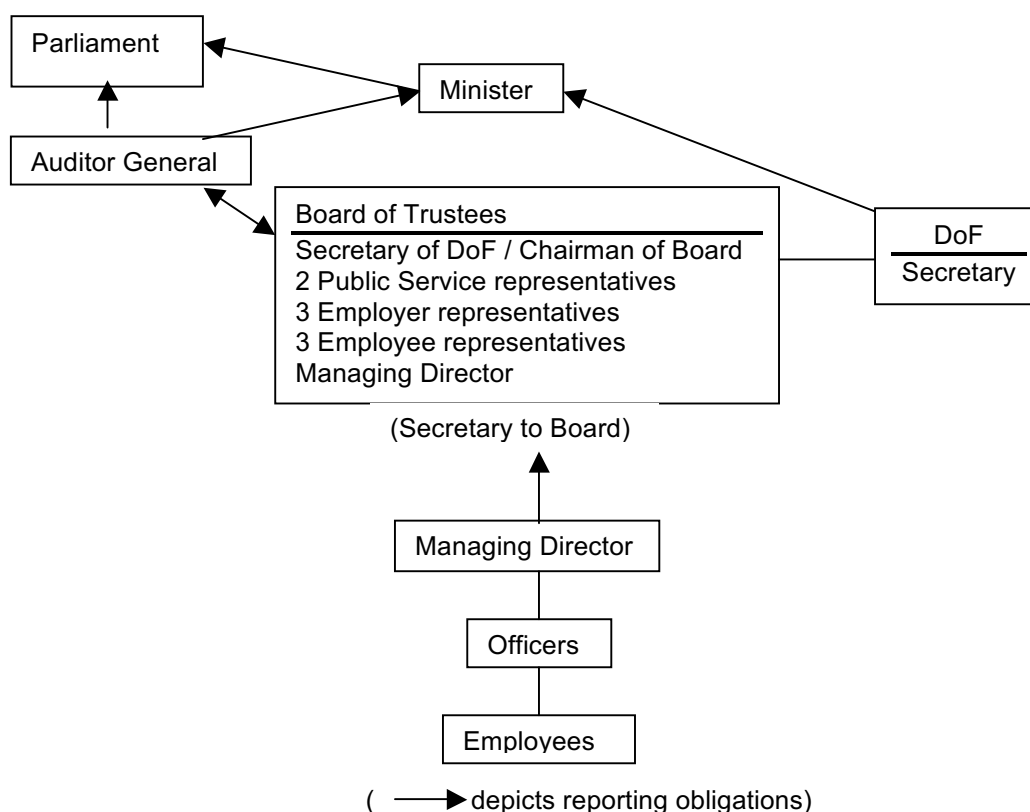 Parliament
Minister
Auditor General
Board of Trustees
Secretary of DoF / Chairman of Board
2 Public Service representatives
3 Employer representatives
3 Employee representatives
Managing Director
DoF
Secretary
(Secretary to Board)
Managing Director
Officers
Employees
( depicts reporting obligations)